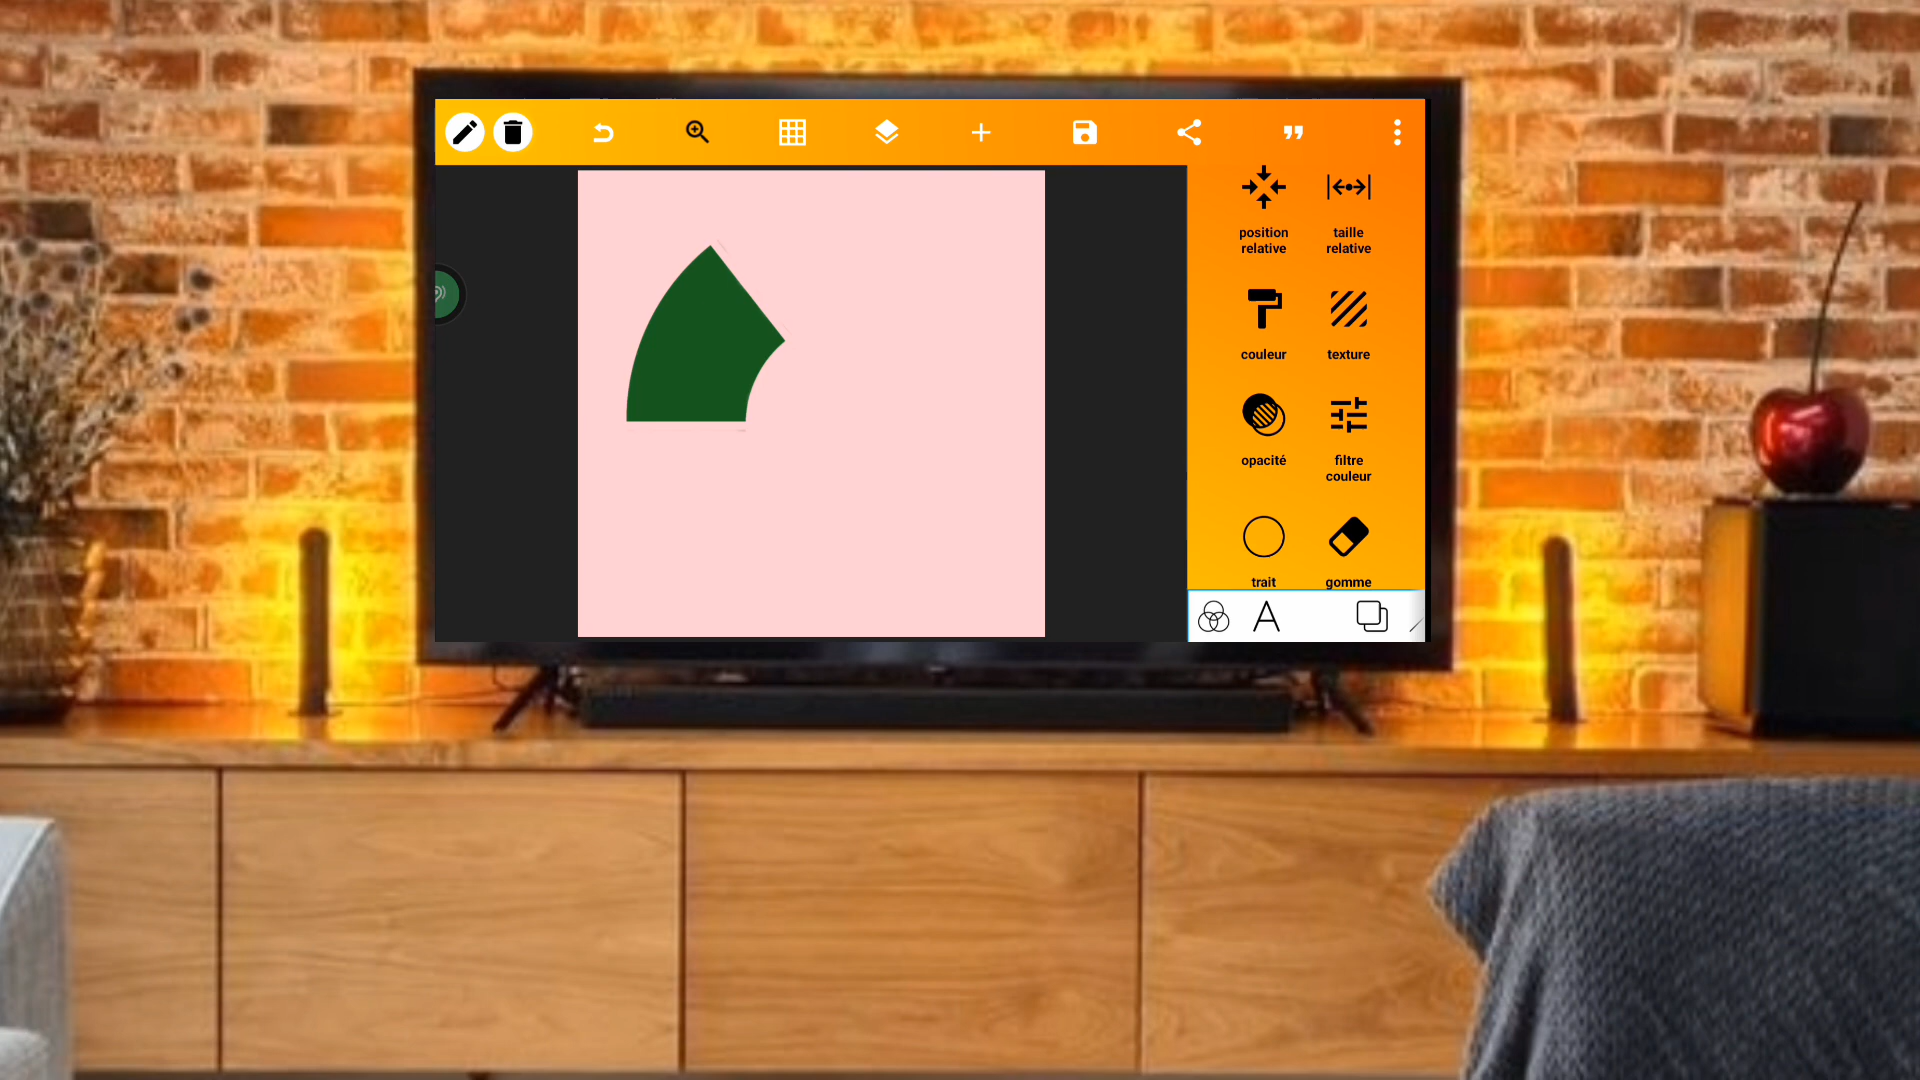 position
relative
taille
relative
couleur
texture
opacité
filtre
couleur
trait
gomme
A